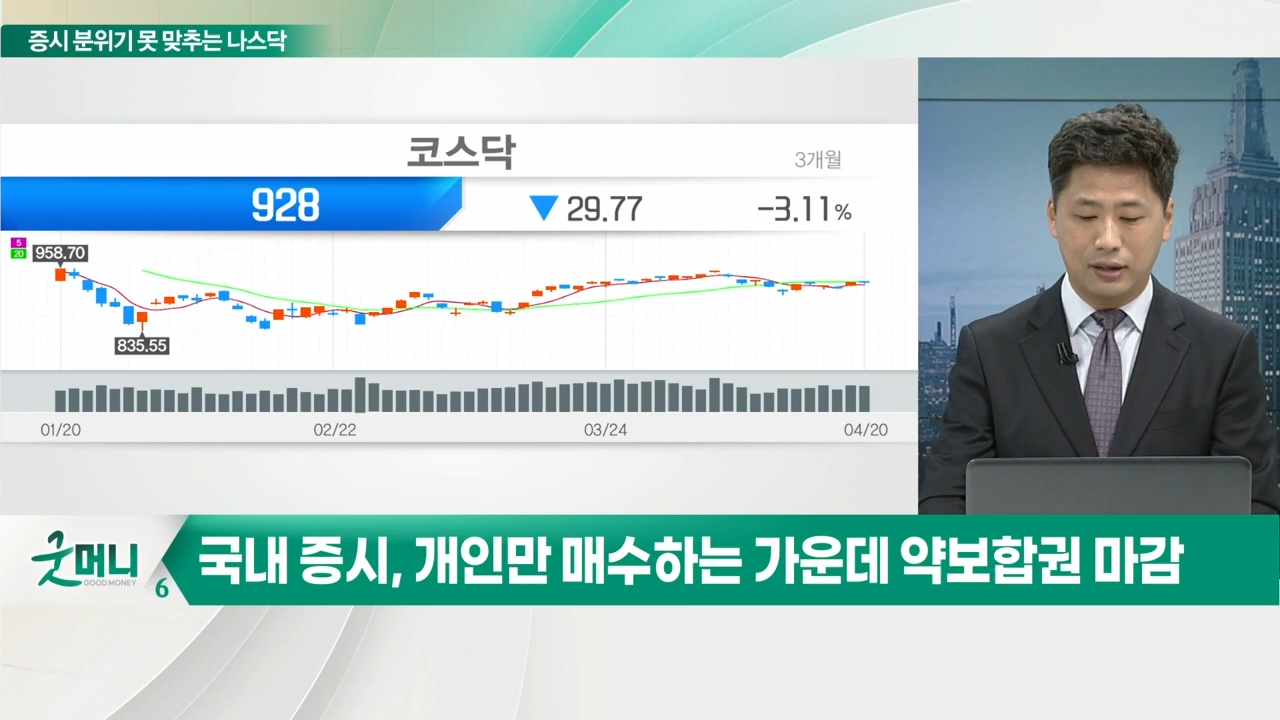 증시 분위기 못 맞추는 나스닥
코스닥
3개월
928 ▼ 29.77 -3.11%
5
20
958.70
835.55
01/20 02/22 03/24 04/20
굿머니
GOOD MONEY
6
국내 증시, 개인만 매수하는 가운데 약보합권 마감